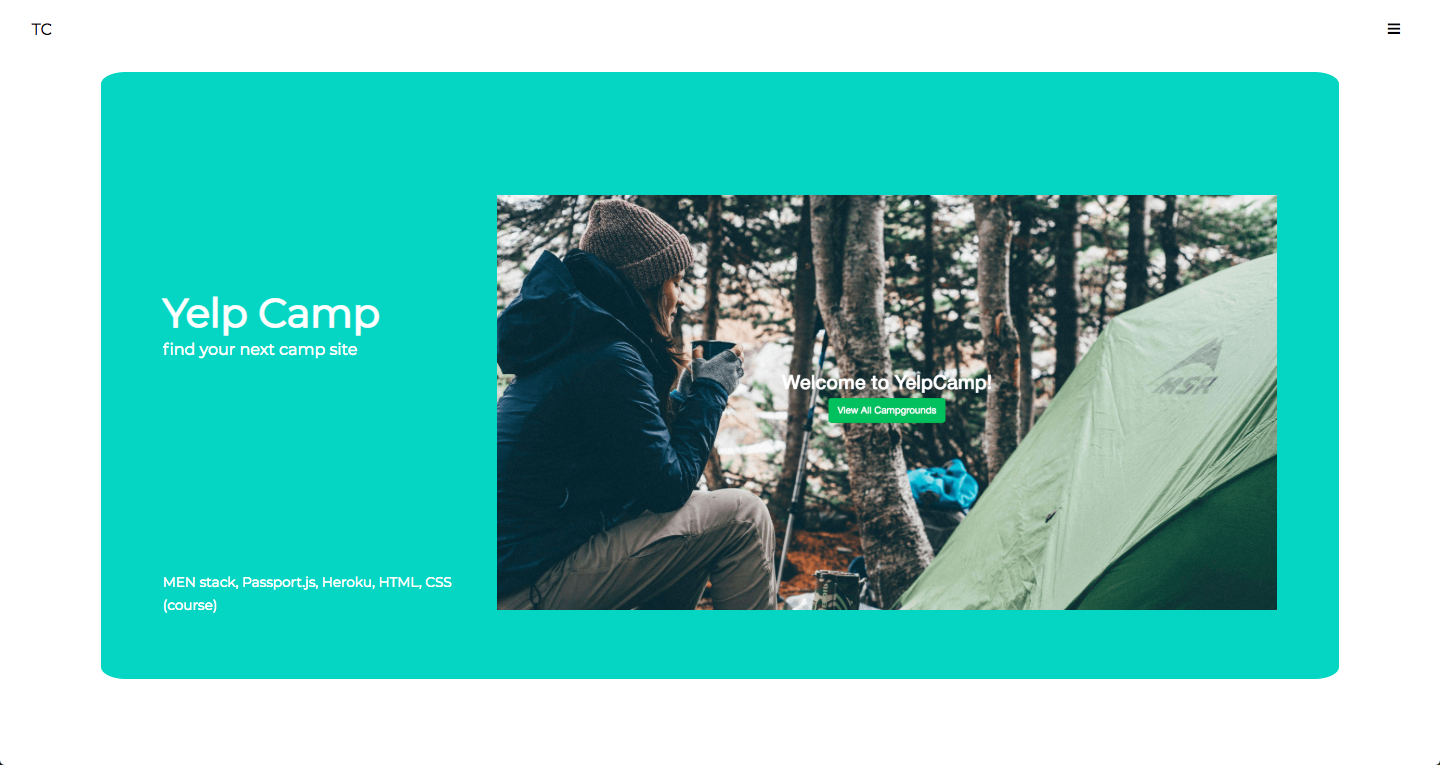 TC
Yelp Camp
find your next camp site
Welcome to YelpCamp!
View All Campgrounds
MSR
MEN stack, Passport.js, Heroku, HTML, CSS
(course)